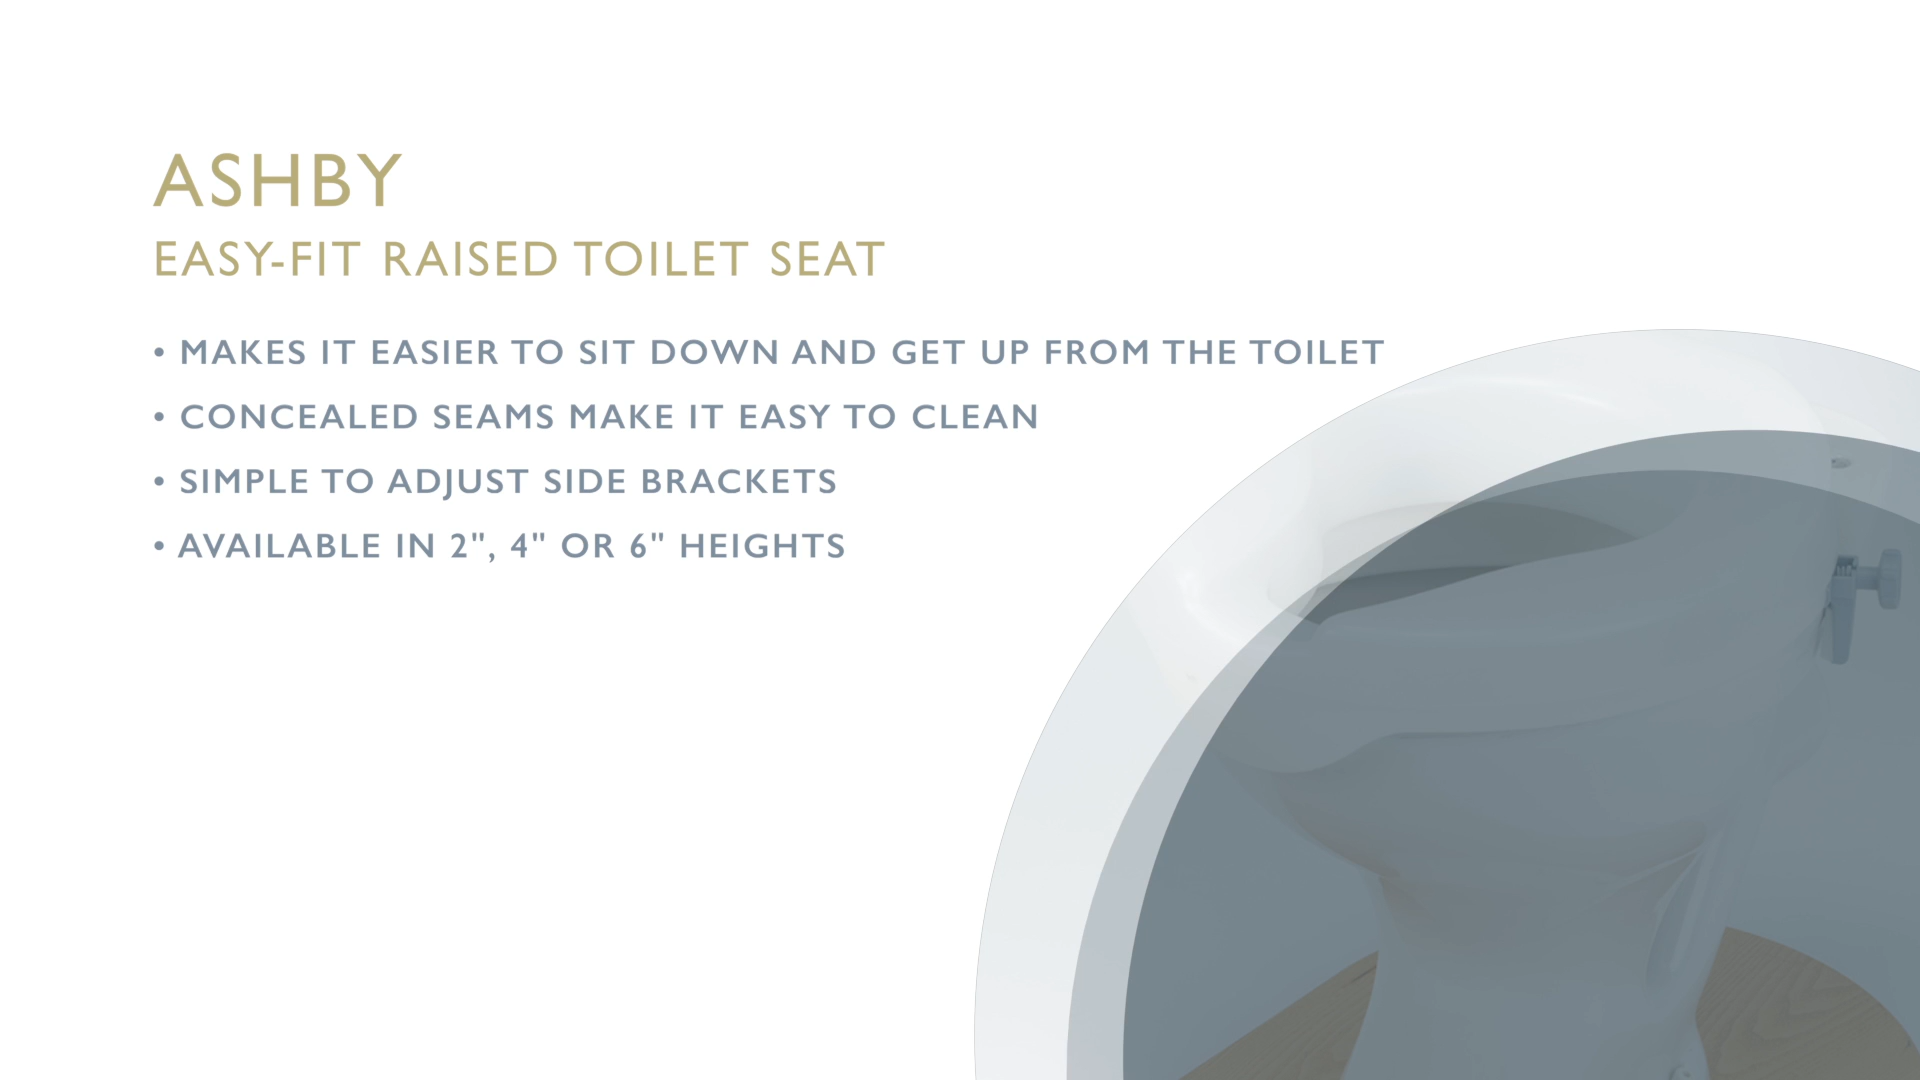 ASHBY
EASY-FIT RAISED TOILET SEAT
• MAKES IT EASIER TO SIT DOWN AND GET UP FROM THE TOILET
• CONCEALED SEAMS MAKE IT EASY TO CLEAN
• SIMPLE TO ADJUST SIDE BRACKETS
• AVAILABLE IN 2", 4" OR 6" HEIGHTS